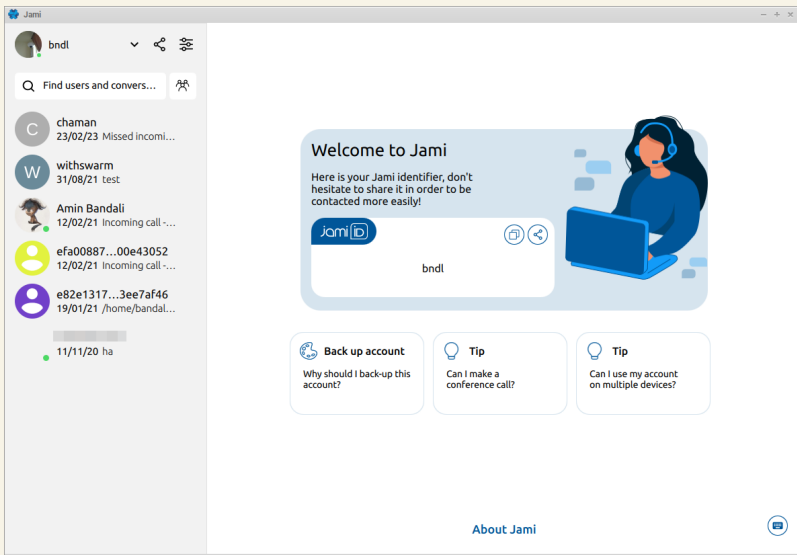 Jami
bndl
Find users and convers...
C
chaman
23/02/23 Missed incomi...
W
withswarm
31/08/21 test
Amin Bandali
12/02/21 Incoming call -...
efa00887...00e43052
12/02/21 Incoming call -...
e82e1317...3ee7af46
19/01/21 /home/bandal...
11/11/20 ha
Welcome to Jami
Here is your Jami identifier, don't
hesitate to share it in order to be
contacted more easily!
Jami iD
bndl
Back up account
Why should I back-up this
account?
Tip
Can I make a
conference call?
Tip
Can I use my account
on multiple devices?
About Jami